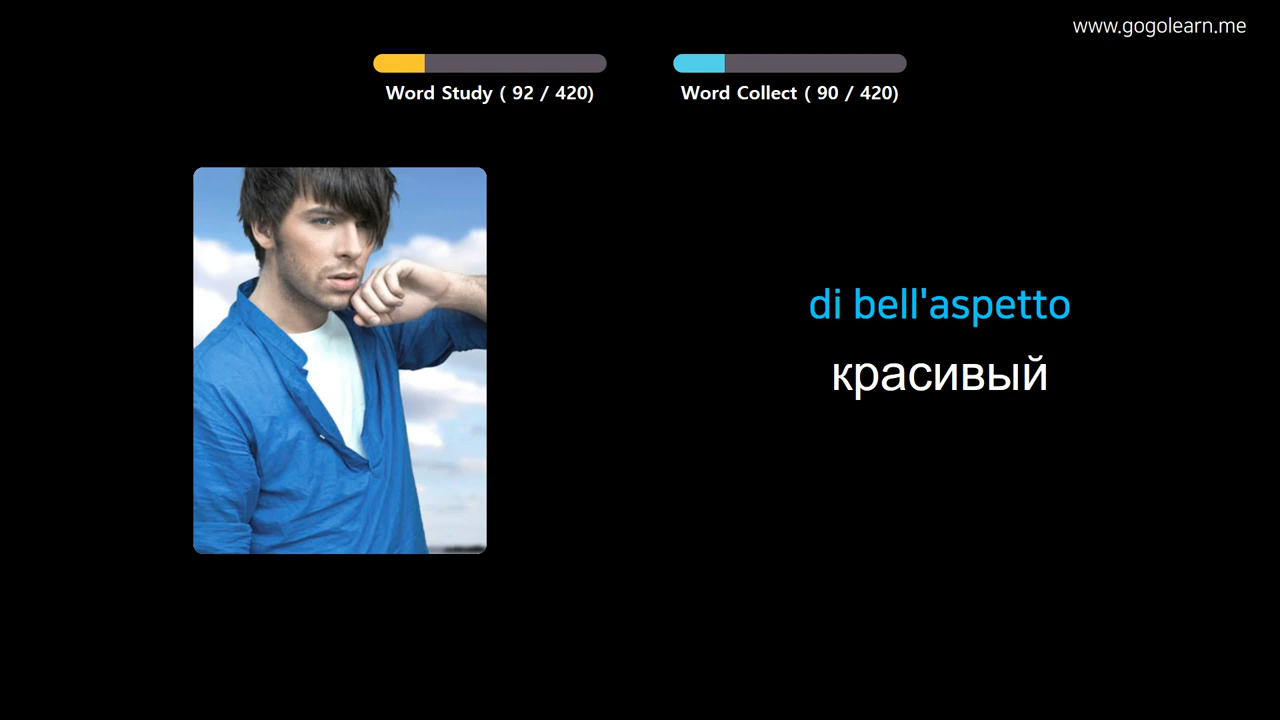 www.gogolearn.me
Word Study ( 92 / 420)
Word Collect ( 90 / 420)
di bell'aspetto
красивый